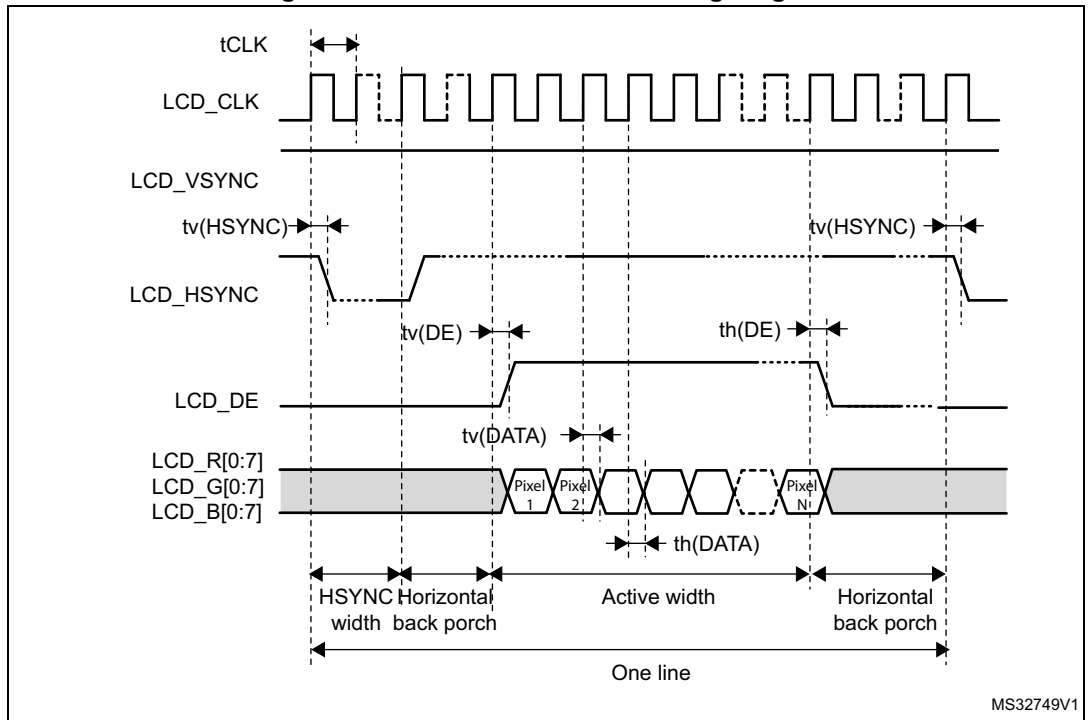 tCLK
LCD_CLK
LCD_VSYNC
tv(HSYNC)
tv(HSYNC)
LCD_HSYNC
tv(DE)
th(DE)
LCD_DE
tv(DATA)
LCD_R[0:7]
LCD_G[0:7]
LCD_B[0:7]
Pixel
1
Pixel
2
Pixel
N
th(DATA)
HSYNC
width
Horizontal
back porch
Active width
Horizontal
back porch
One line
MS32749V1